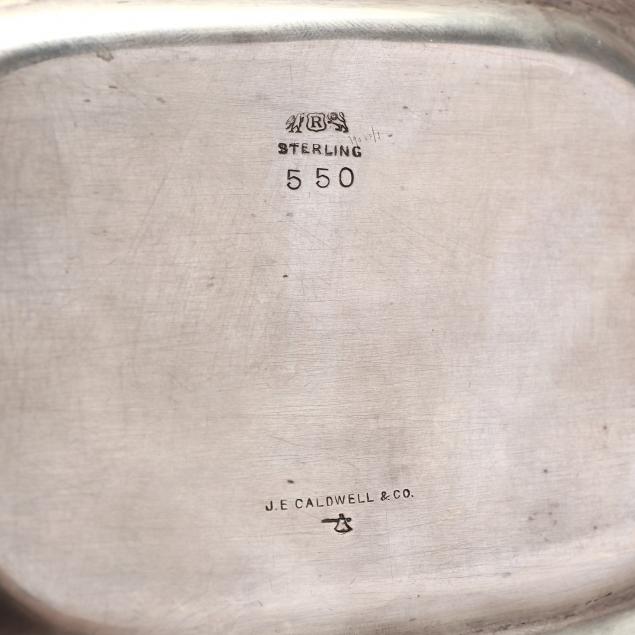 R
STERLING
550
J.E CALDWELL & CO.